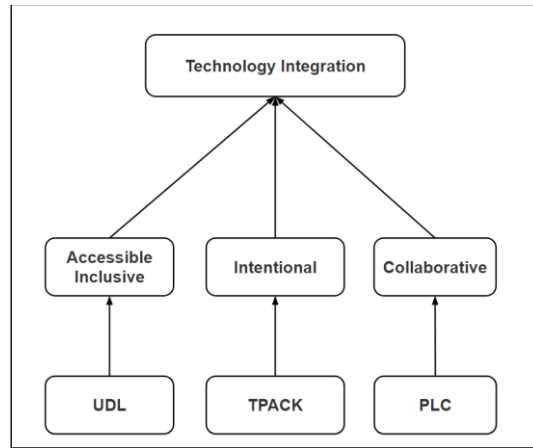 Technology Integration
Accessible
Inclusive
Intentional
Collaborative
UDL
TPACK
PLC